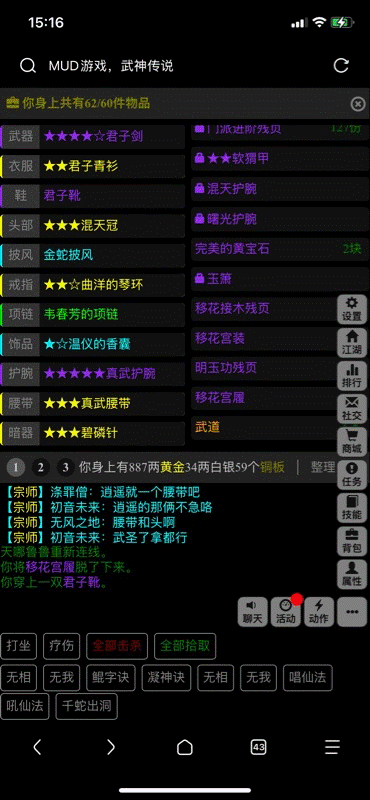 15:16
MUD游戏，武神传说
你身上共有62/60件物品
武器 ★★★★☆君子剑
衣服 ★★君子青衫
鞋 君子靴
头部 ★★★混天冠
披风 金蛇披风
戒指 ★★☆曲洋的琴环
项链 韦春芳的项链
饰品 ★☆温仪的香囊
护腕 ★★★★★真武护腕
腰带 ★★★真武腰带
暗器 ★★★碧磷针
门派进阶残页 127份
★★软猬甲
混天护腕
曙光护腕
完美的黄宝石 2块
玉箫
移花接木残页
移花宫装
明玉功残页
移花宫履
武道
设置
江湖
排行
社交
商城
任务
技能
背包
属性
1 2 3 你身上有887两黄金34两白银59个铜板 | 整理
【宗师】涤罪僧：逍遥就一个腰带吧
【宗师】初音未来：逍遥的那俩不急咯
【宗师】无风之地：腰带和头啊
【宗师】初音未来：武圣了拿都行
天哪鲁鲁重新连线。
你将移花宫履脱了下来。
你穿上一双君子靴。
聊天 活动 动作
打坐 疗伤 全部击杀 全部拾取
无相 无我 鲲字诀 凝神诀 无相 无我 唱仙法
吼仙法 千蛇出洞
43